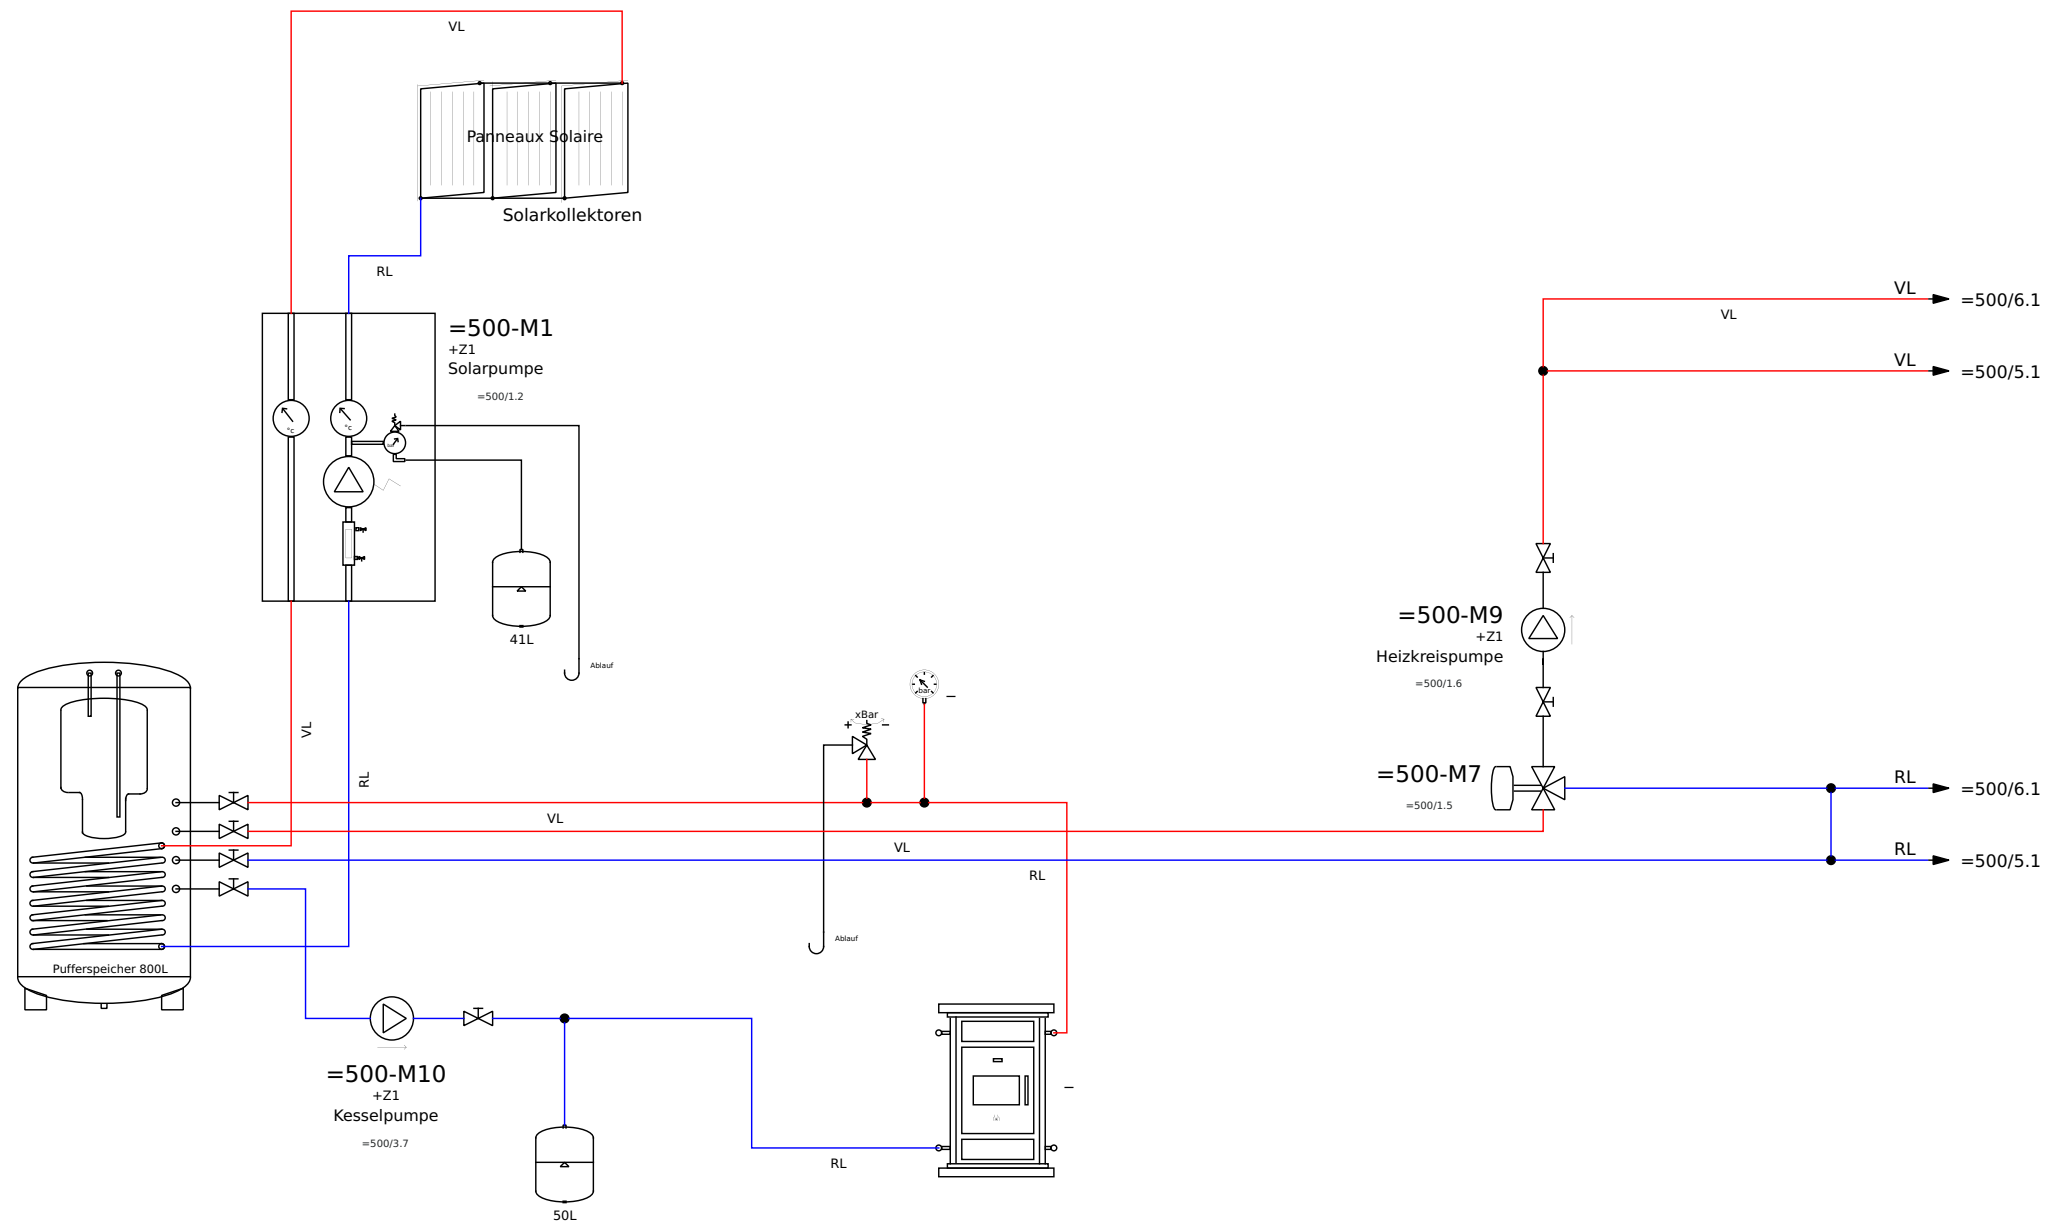 VL
Panneaux Solaire
Solarkollektoren
RL
=500-M1
+Z1
Solarpumpe
=500/1.2
°c
°c
41L
Ablauf
VL
RL
VL
=500/6.1
VL
VL
=500/5.1
=500-M9
+Z1
Heizkreispumpe
=500/1.6
bar
xBar
+ –
–
=500-M7
=500/1.5
RL
=500/6.1
VL
VL
RL
RL
=500/5.1
Ablauf
Pufferspeicher 800L
=500-M10
+Z1
Kesselpumpe
=500/3.7
–
RL
50L